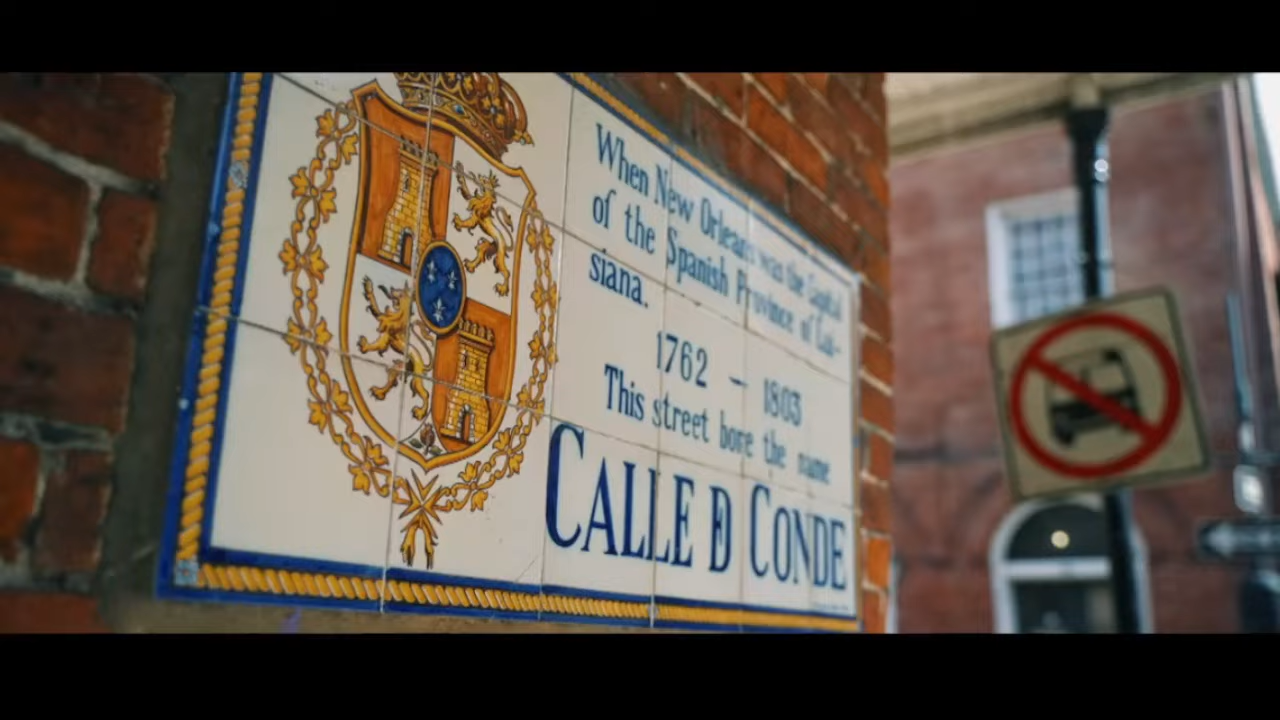 When New Orleans was the Capital
of the Spanish Province of Loui-
siana.
1762 — 1803
This street bore the name
CALLE D CONDE